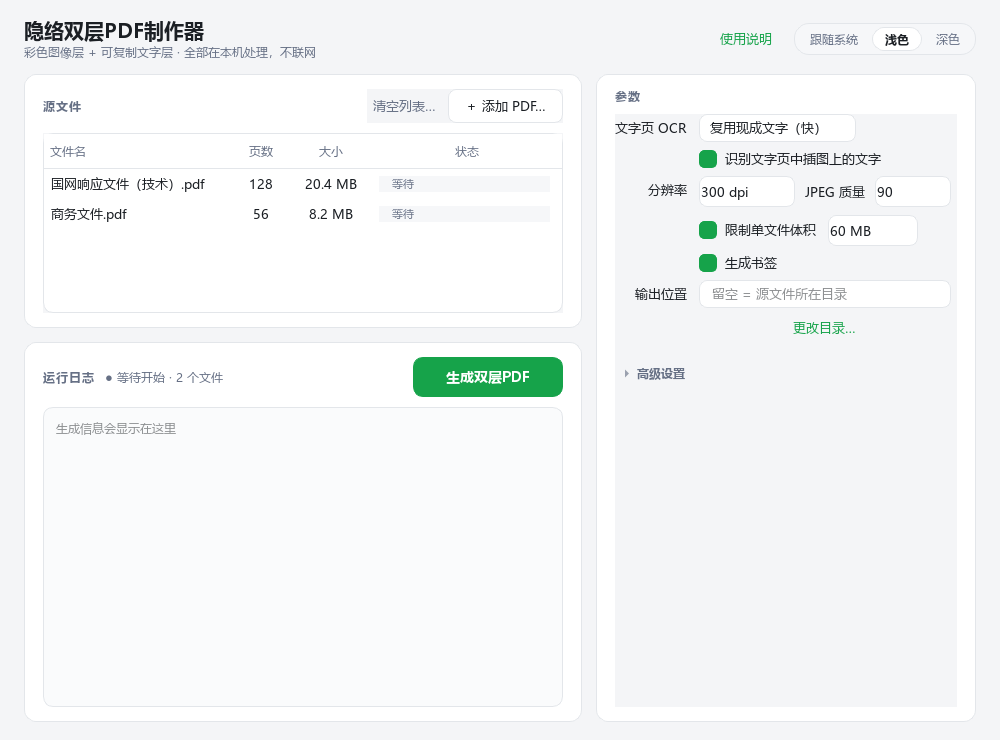 隐络双层PDF制作器
彩色图像层 + 可复制文字层 · 全部在本机处理，不联网
使用说明 跟随系统 浅色 深色
源文件
清空列表... + 添加 PDF...
文件名 页数 大小 状态
国网响应文件（技术）.pdf 128 20.4 MB 等待
商务文件.pdf 56 8.2 MB 等待
运行日志 ● 等待开始 · 2 个文件
生成双层PDF
生成信息会显示在这里
参数
文字页 OCR 复用现成文字（快）
识别文字页中插图上的文字
分辨率 300 dpi JPEG 质量 90
限制单文件体积 60 MB
生成书签
输出位置 留空 = 源文件所在目录
更改目录...
高级设置